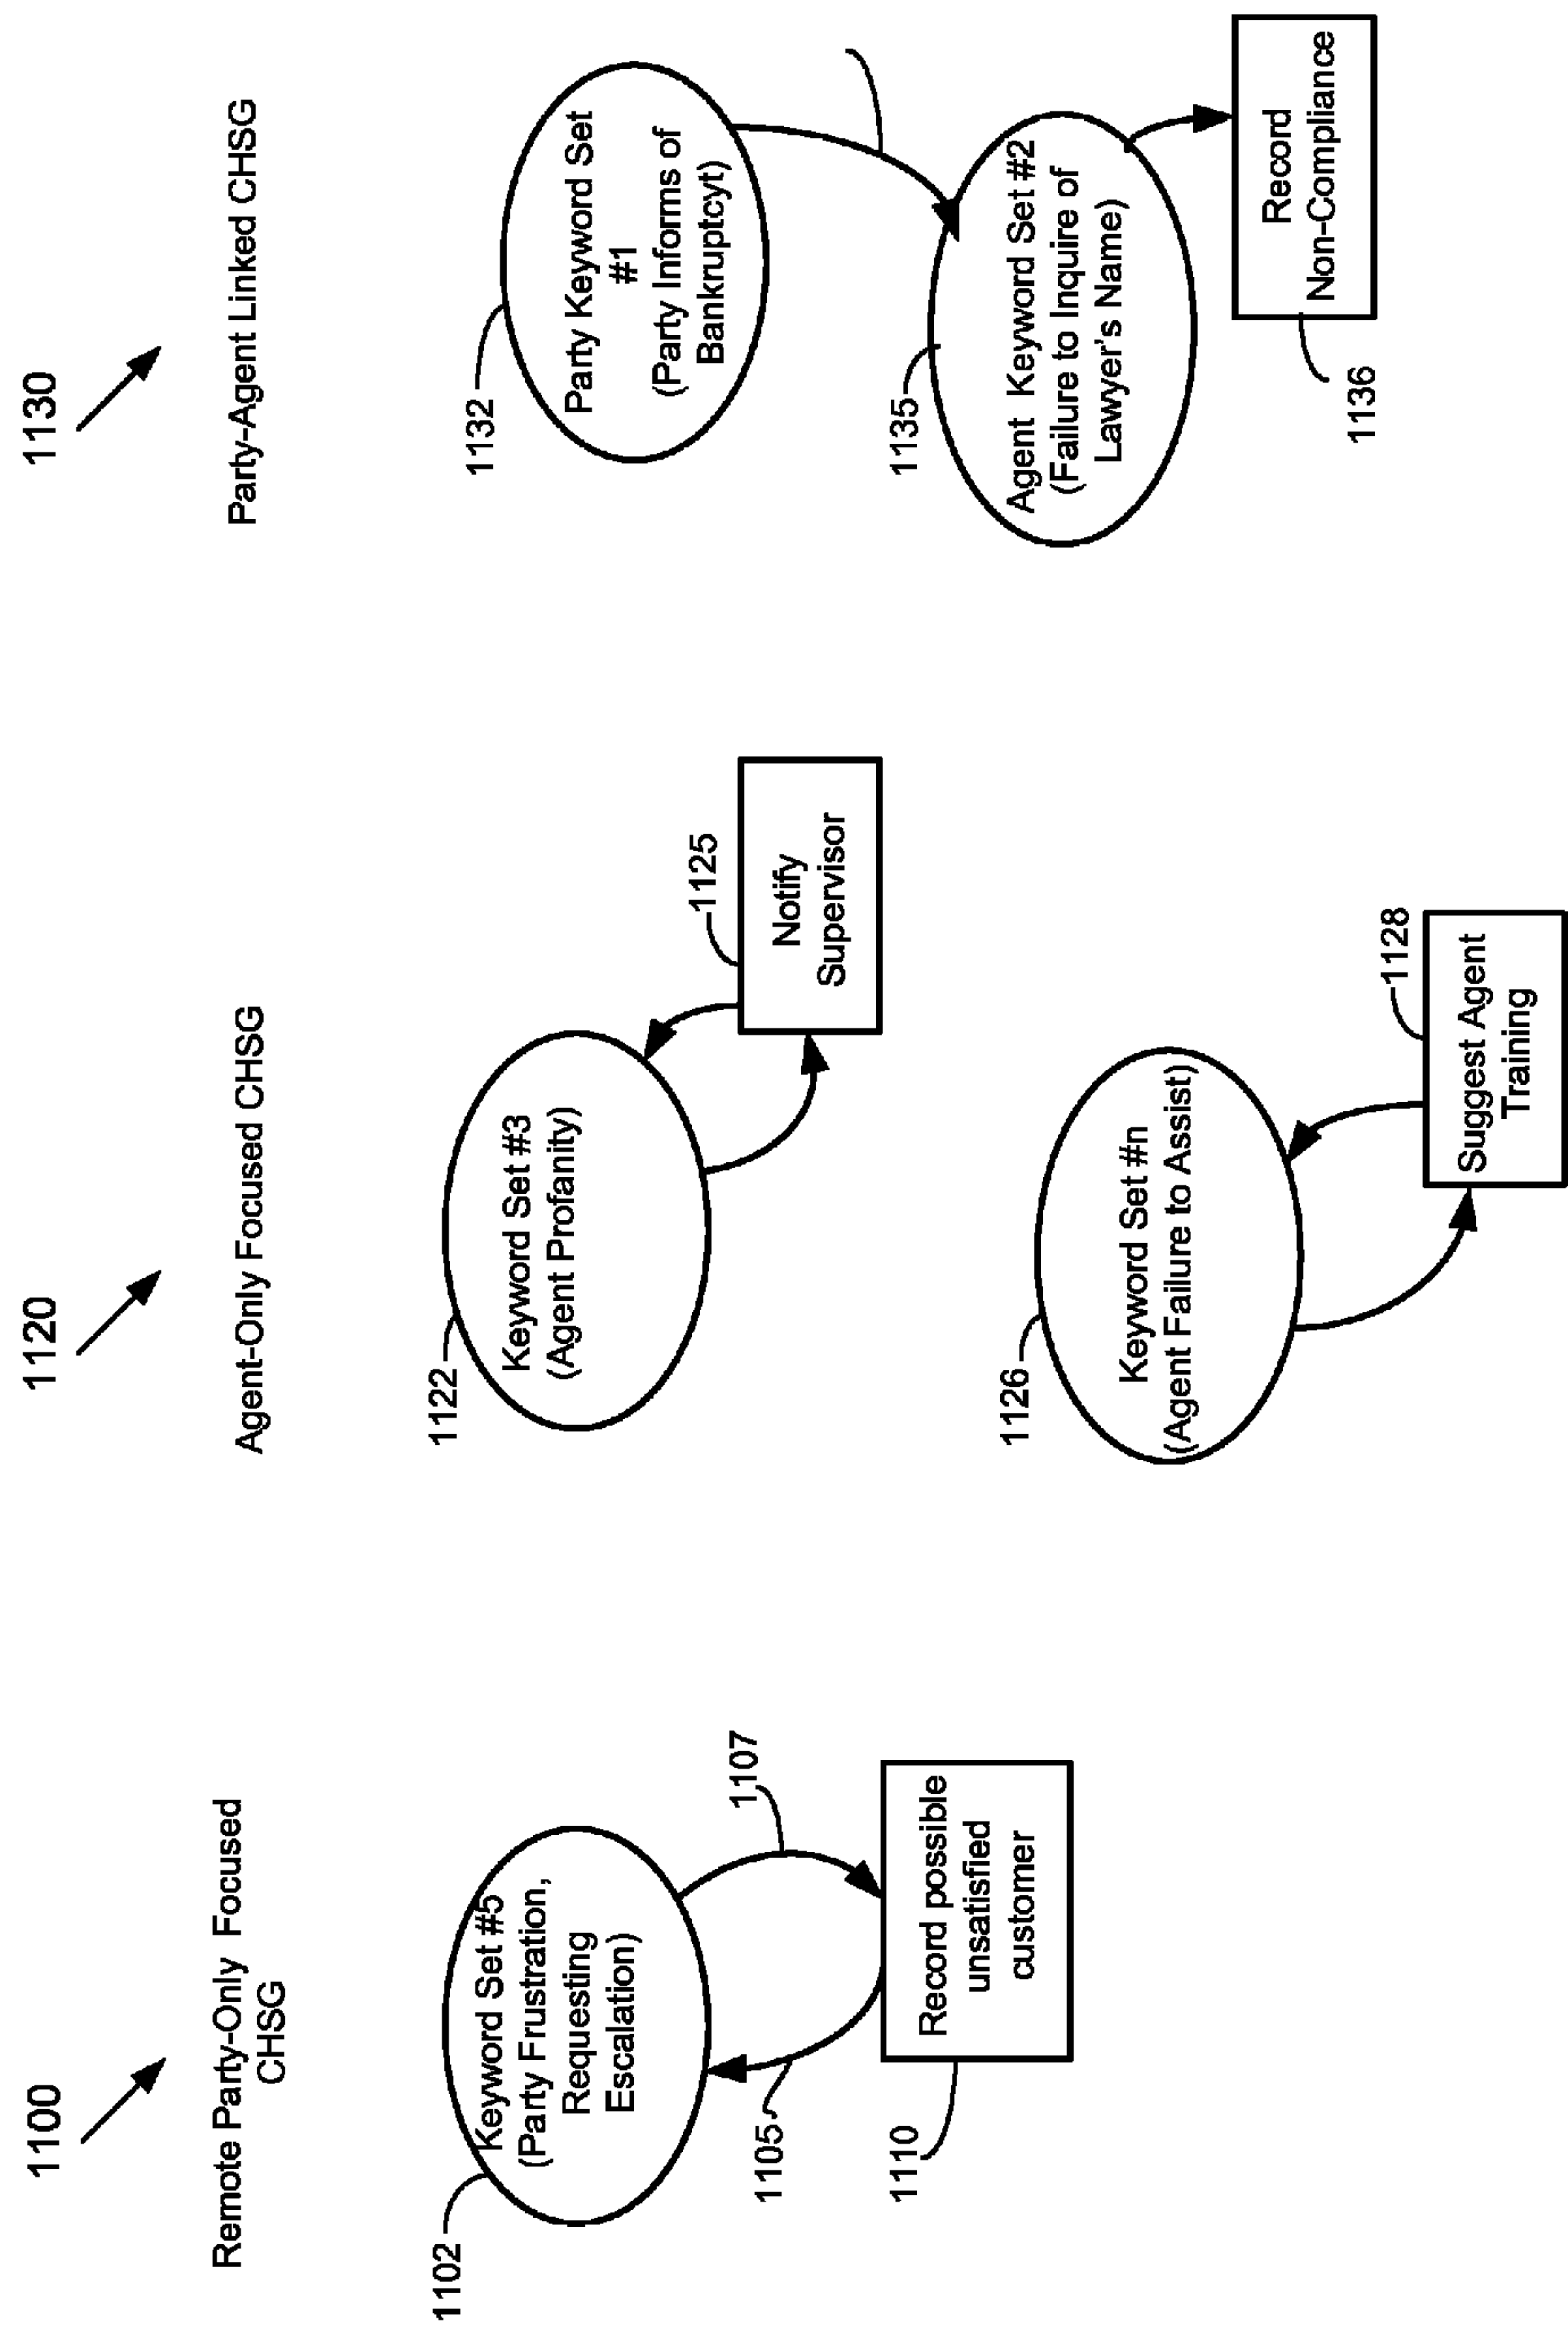 1100
Remote Party-Only Focused
CHSG
1102
Keyword Set #5
(Party Frustration,
Requesting
Escalation)
1105
1107
1110
Record possible
unsatisfied
customer
1120
Agent-Only Focused CHSG
1122
Keyword Set #3
(Agent Profanity)
1125
Notify
Supervisor
1126
Keyword Set #n
(Agent Failure to Assist)
1128
Suggest Agent
Training
1130
Party-Agent Linked CHSG
1132
Party Keyword Set
#1
(Party Informs of
Bankruptcyt)
1135
Agent Keyword Set #2
(Failure to Inquire of
Lawyer's Name)
Record
Non-Compliance
1136